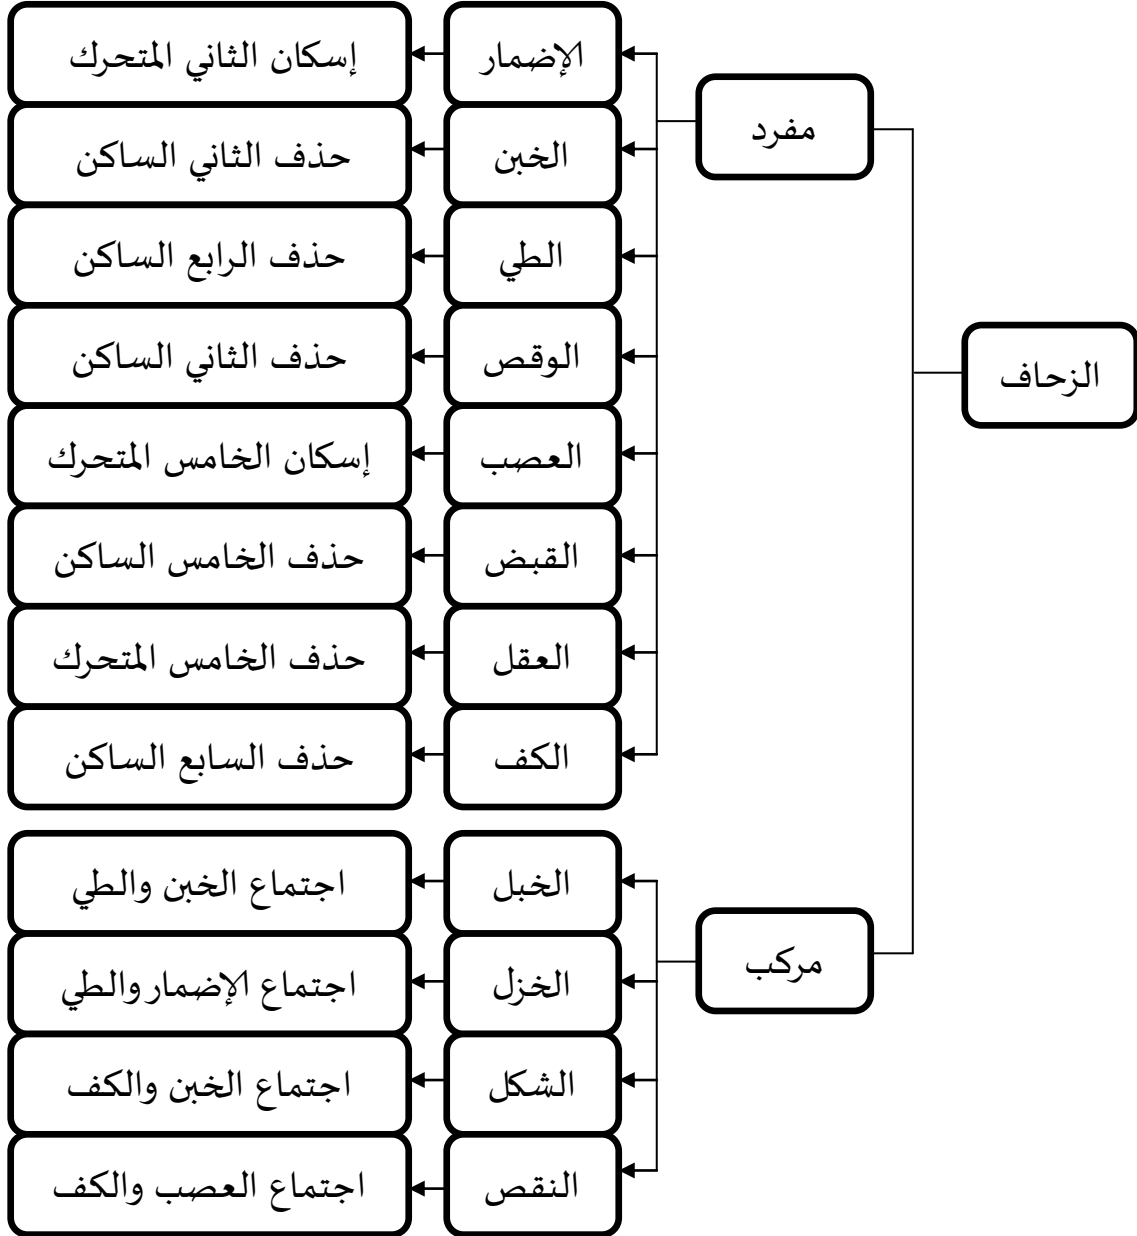 الزحاف
مفرد
الإضمار
إسكان الثاني المتحرك
الخبن
حذف الثاني الساكن
الطي
حذف الرابع الساكن
الوقص
حذف الثاني الساكن
العصب
إسكان الخامس المتحرك
القبض
حذف الخامس الساكن
العقل
حذف الخامس المتحرك
الكف
حذف السابع الساكن
مركب
الخبل
اجتماع الخبن والطي
الخزل
اجتماع الإضمار والطي
الشكل
اجتماع الخبن والكف
النقص
اجتماع العصب والكف